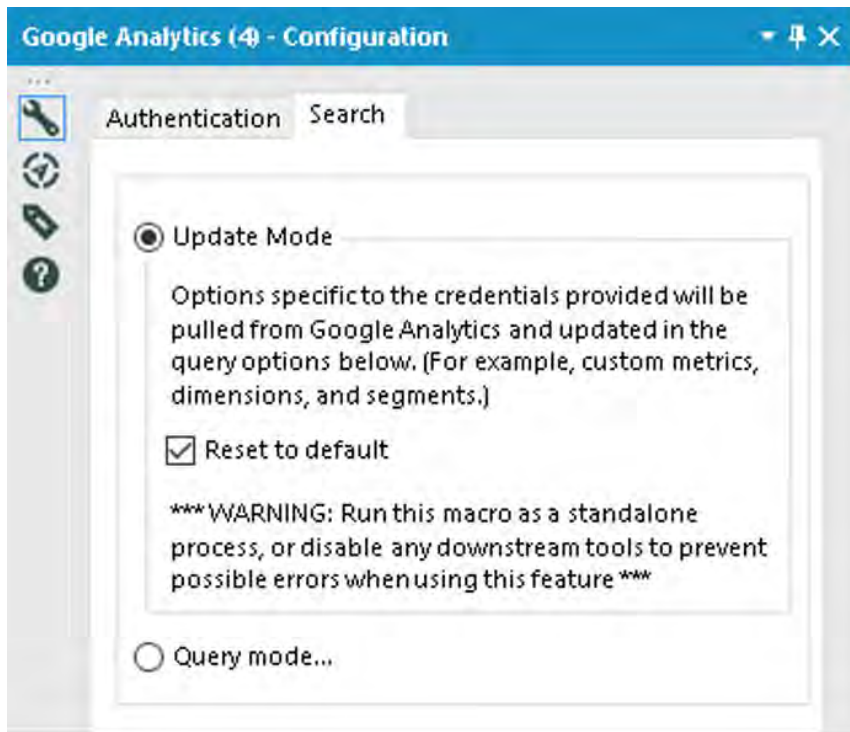 Google Analytics (4) - Configuration
Authentication
Search
Update Mode
Options specific to the credentials provided will be
pulled from Google Analytics and updated in the
query options below. (For example, custom metrics,
dimensions, and segments.)
Reset to default
*** WARNING: Run this macro as a standalone
process, or disable any downstream tools to prevent
possible errors when using this feature ***
Query mode...